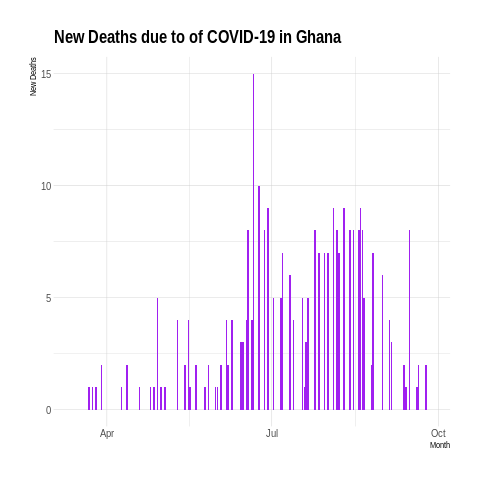 New Deaths due to of COVID-19 in Ghana
New Deaths
15
10
5
0
Apr
Jul
Oct
Month